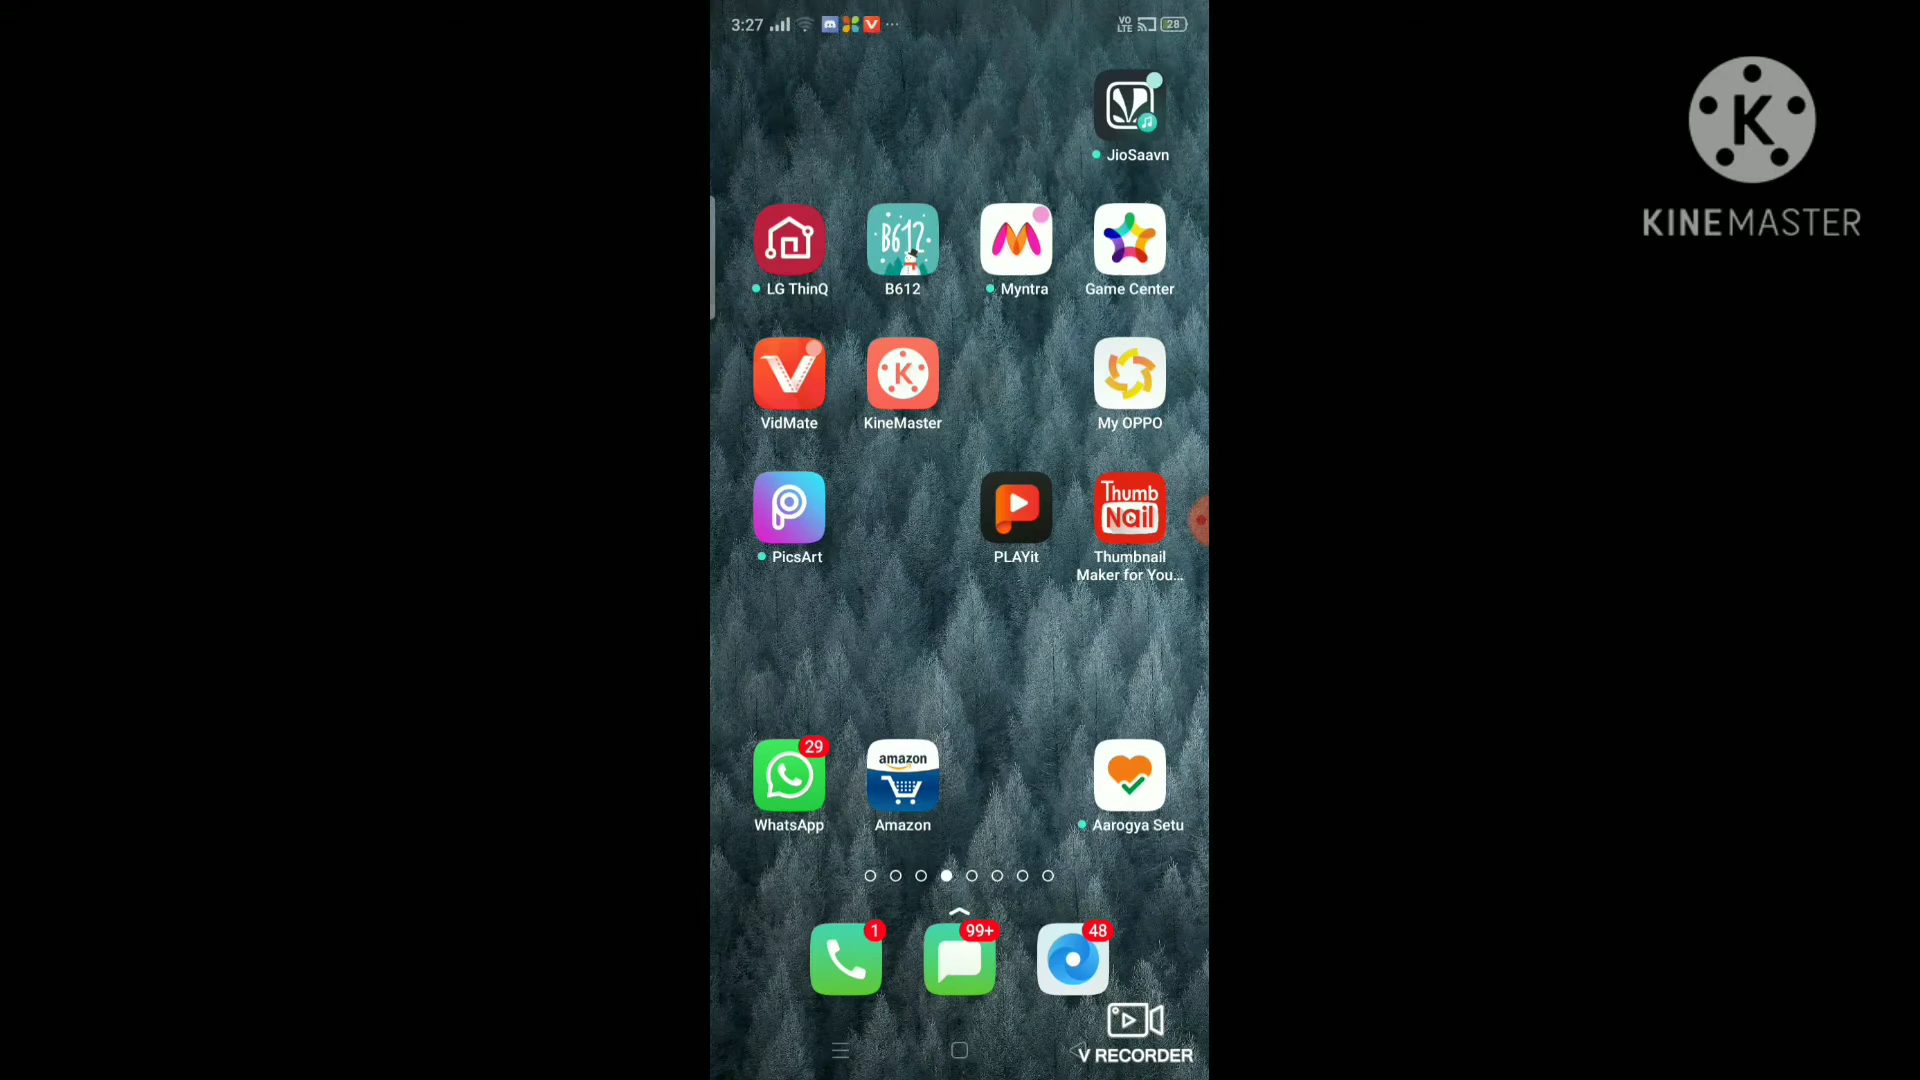 3:27
VO
LTE
28
JioSaavn
B612
LG ThinQ
B612
Myntra
Game Center
K
VidMate
KineMaster
My OPPO
Thumb
Nail
PicsArt
PLAYit
Thumbnail
Maker for You...
29
amazon
WhatsApp
Amazon
Aarogya Setu
1
99+
48
V RECORDER
K
KINEMASTER